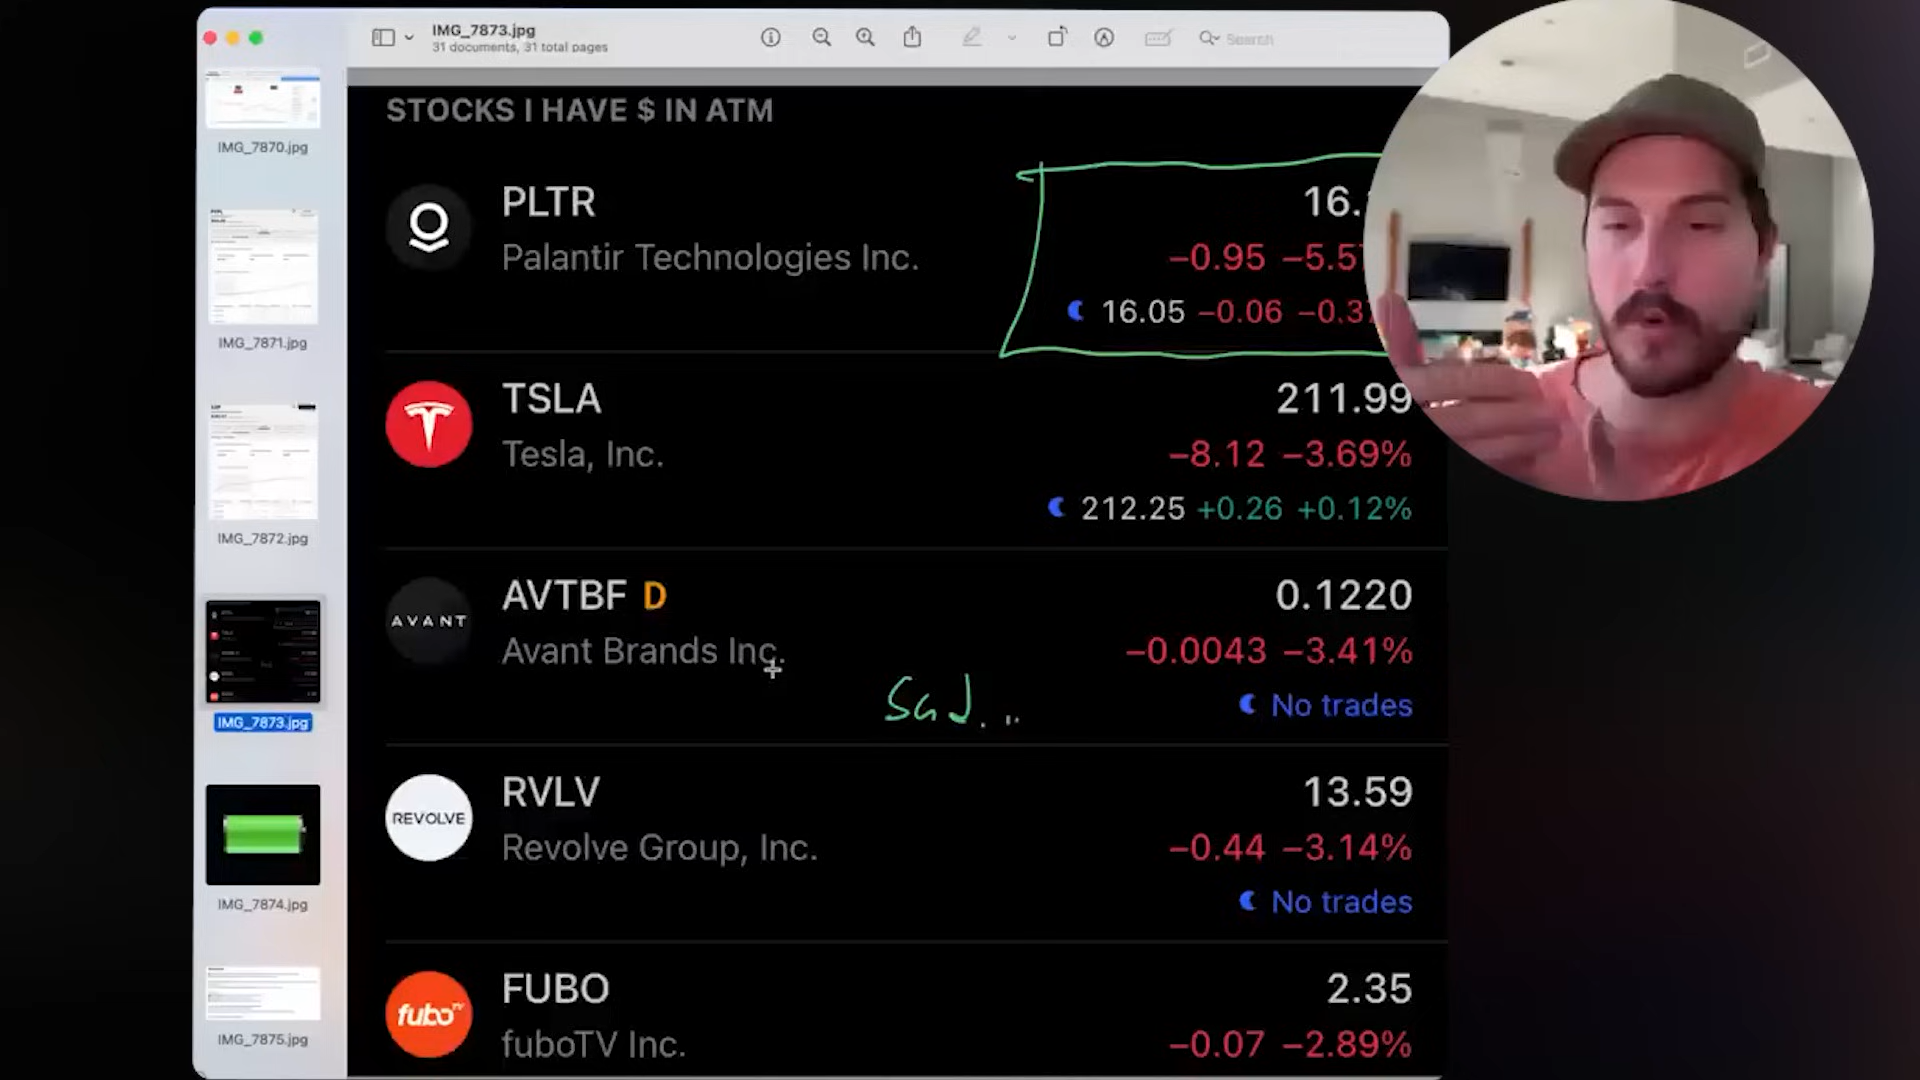 IMG_7873.jpg
31 documents, 31 total pages
Search
IMG_7870.jpg
IMG_7871.jpg
IMG_7872.jpg
IMG_7873.jpg
IMG_7874.jpg
IMG_7875.jpg
STOCKS I HAVE $ IN ATM
PLTR
16.
Palantir Technologies Inc.
−0.95 −5.5
16.05 −0.06 −0.3
TSLA
211.99
Tesla, Inc.
−8.12 −3.69%
212.25 +0.26 +0.12%
AVANT
AVTBF D
0.1220
Avant Brands Inc.
−0.0043 −3.41%
Sad...
No trades
REVOLVE
RVLV
13.59
Revolve Group, Inc.
−0.44 −3.14%
No trades
fuboTV
FUBO
2.35
fuboTV Inc.
−0.07 −2.89%